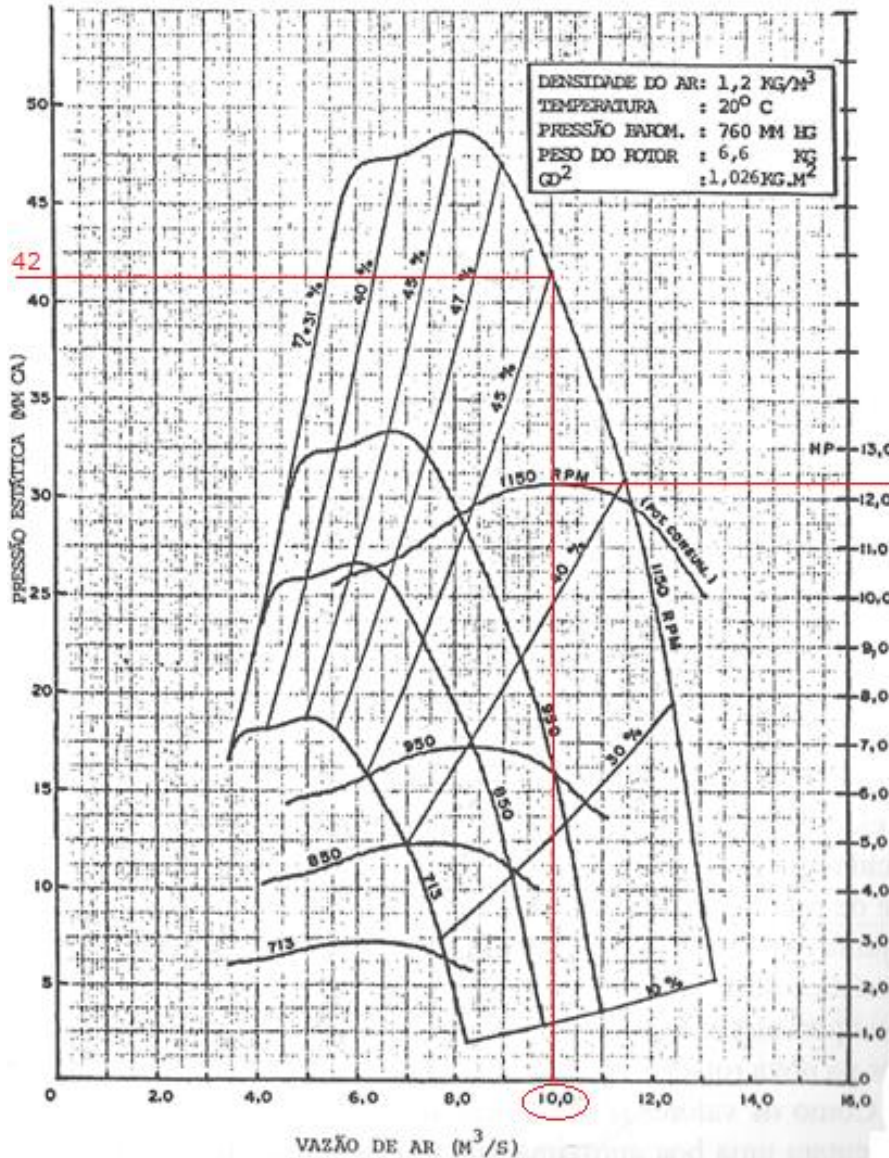 DENSIDADE DO AR: 1,2 KG/M³
TEMPERATURA : 20º C
PRESSÃO BAROM. : 760 MM HG
PESO DO ROTOR : 6,6 KG
GD² : 1,026 KG.M²
50
45
42
40
35
30
25
20
15
10
5
PRESSÃO ESTÁTICA (MM CA)
η=31 %
40 %
45 %
47 %
45 %
40 %
30 %
10 %
1150 RPM
(POT. CONSUM.)
1150 RPM
950
950
850
850
713
713
HP
13,0
12,0
11,0
10,0
9,0
8,0
7,0
6,0
5,0
4,0
3,0
2,0
1,0
0
0 2.0 4,0 6,0 8,0 10,0 12,0 14,0 16,0
VAZÃO DE AR (M³/S)